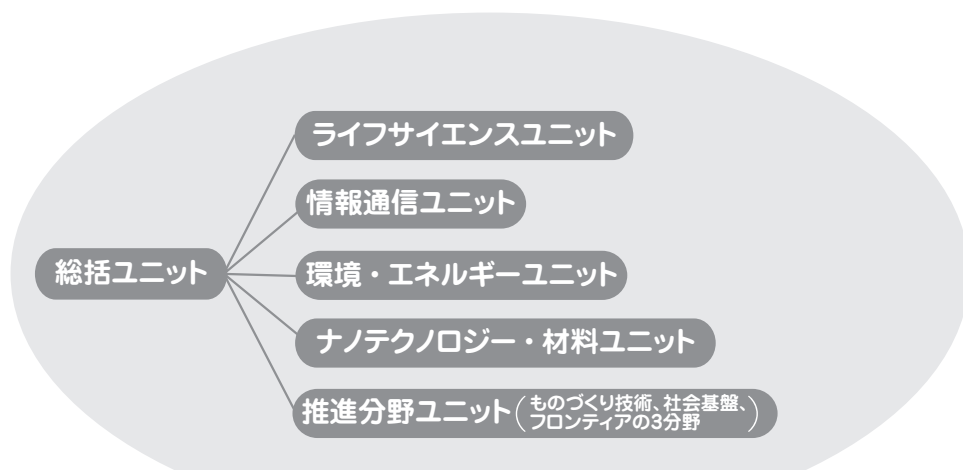 ライフサイエンスユニット
情報通信ユニット
総括ユニット
環境・エネルギーユニット
ナノテクノロジー・材料ユニット
推進分野ユニット(ものづくり技術、社会基盤、
フロンティアの3分野)